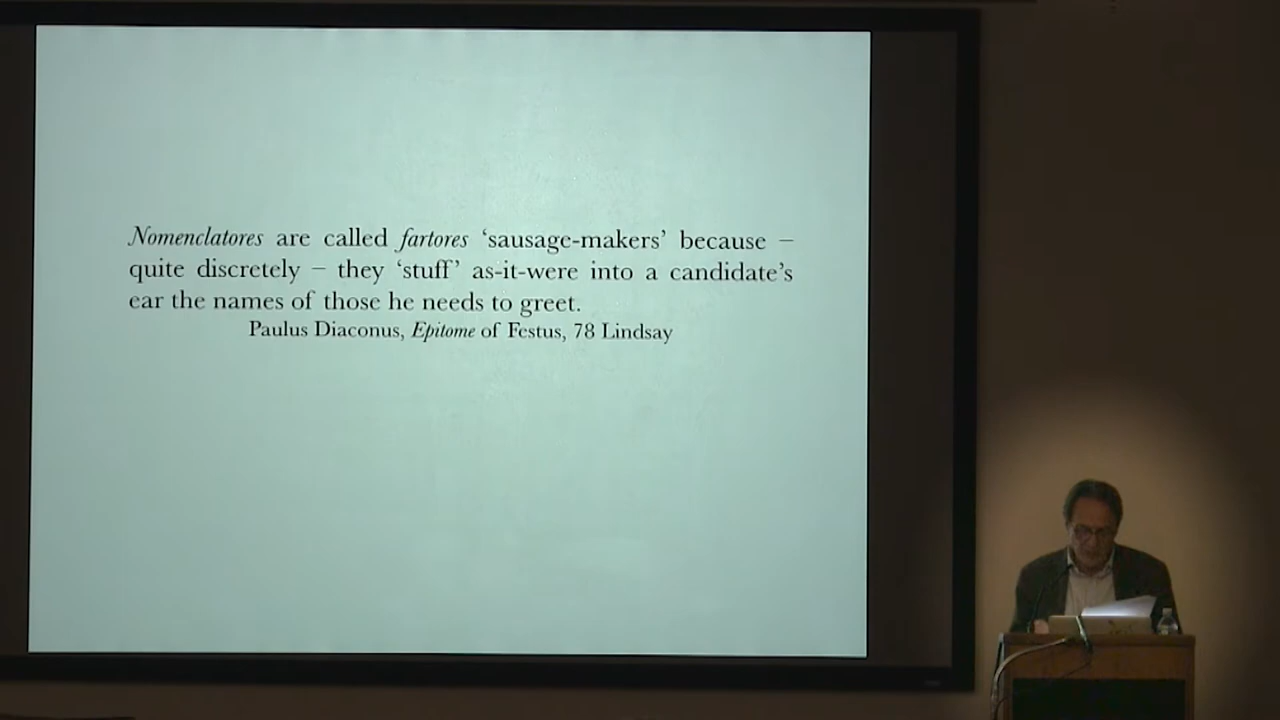 Nomenclatores are called fartores ‘sausage-makers’ because –
quite discretely – they ‘stuff’ as-it-were into a candidate’s
ear the names of those he needs to greet.
Paulus Diaconus, Epitome of Festus, 78 Lindsay